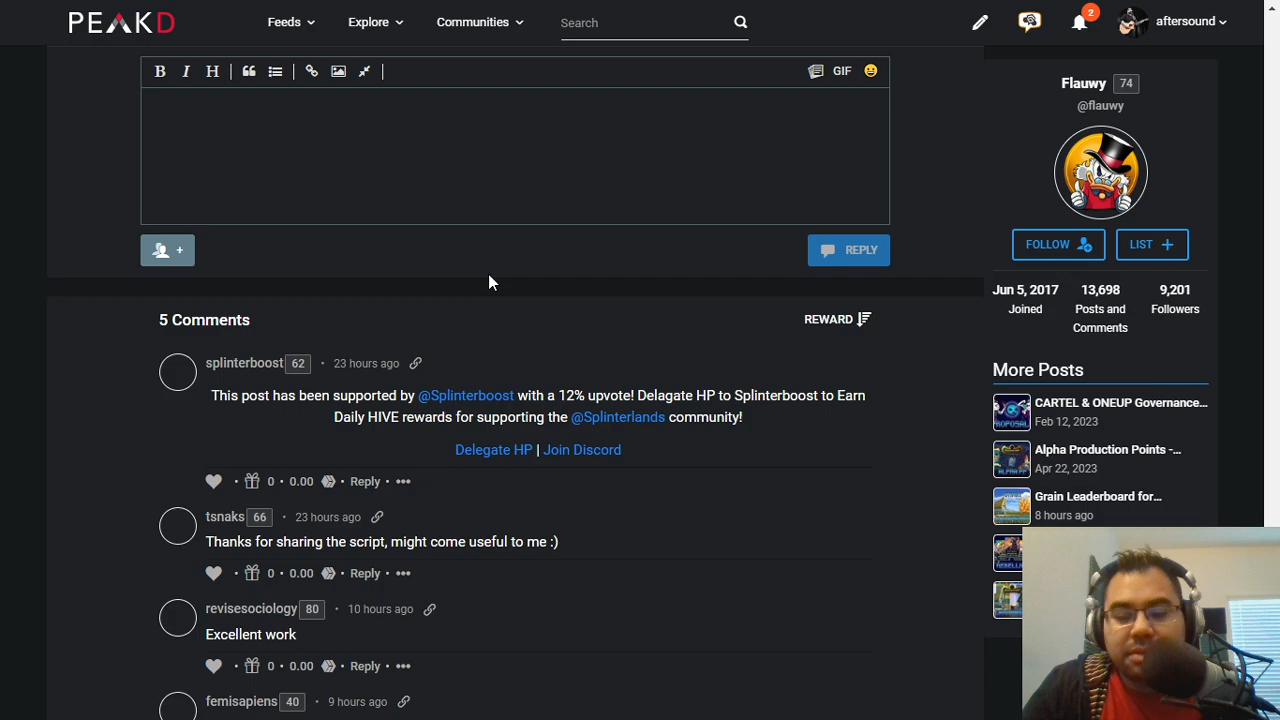 PEAKD Feeds Explore Communities Search 2 aftersound
B I H GIF
+ REPLY
5 Comments REWARD
splinterboost 62 • 23 hours ago
This post has been supported by @Splinterboost with a 12% upvote! Delagate HP to Splinterboost to Earn
Daily HIVE rewards for supporting the @Splinterlands community!
Delegate HP | Join Discord
• 0 • 0.00 • Reply • •••
tsnaks 66 • 23 hours ago
Thanks for sharing the script, might come useful to me :)
• 0 • 0.00 • Reply • •••
revisesociology 80 • 10 hours ago
Excellent work
• 0 • 0.00 • Reply • •••
femisapiens 40 • 9 hours ago
Flauwy 74
@flauwy
FOLLOW LIST +
Jun 5, 2017 13,698 9,201
Joined Posts and Followers
Comments
More Posts
CARTEL & ONEUP Governance...
Feb 12, 2023
Alpha Production Points -...
Apr 22, 2023
Grain Leaderboard for...
8 hours ago